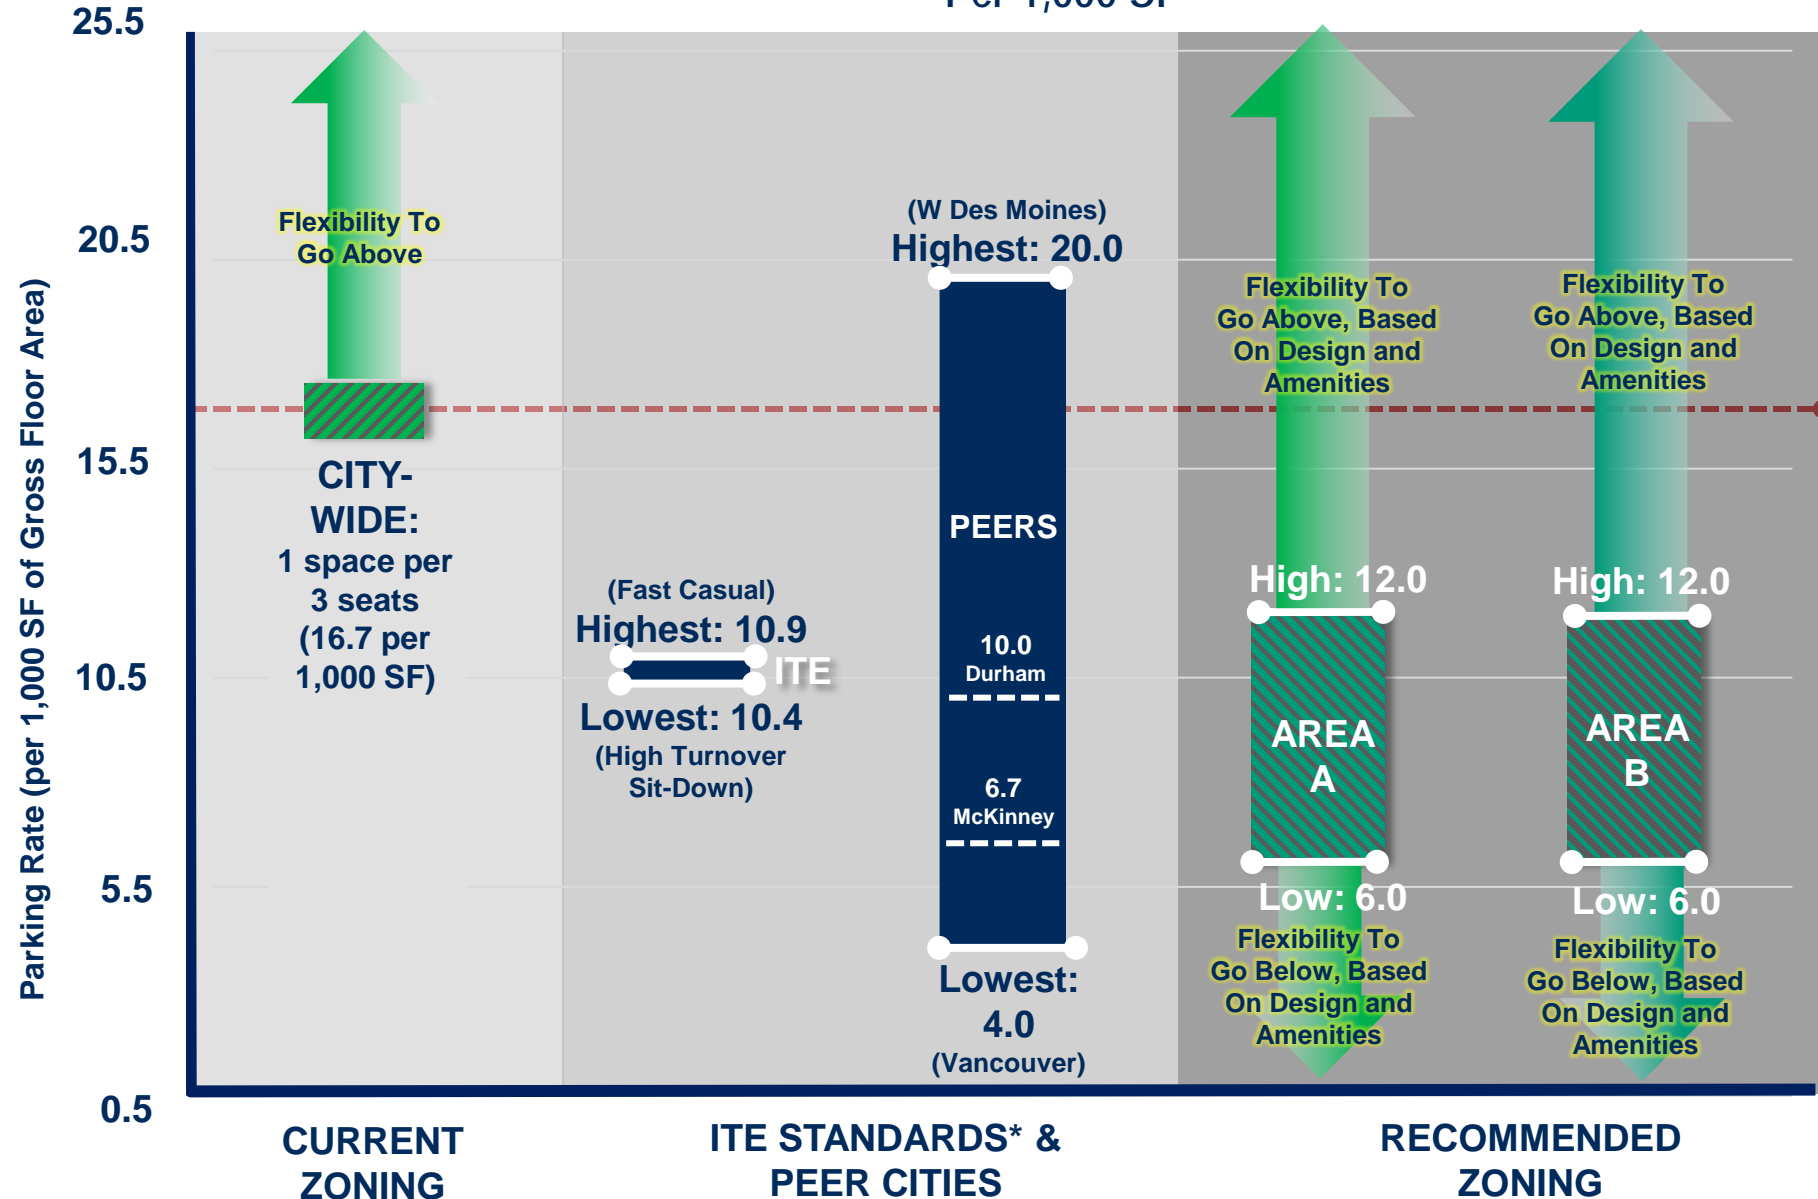 Per 1,000 SF
Parking Rate (per 1,000 SF of Gross Floor Area)
25.5
20.5
15.5
10.5
5.5
0.5
Flexibility To
Go Above
CITY-
WIDE:
1 space per
3 seats
(16.7 per
1,000 SF)
(Fast Casual)
Highest: 10.9
ITE
Lowest: 10.4
(High Turnover
Sit-Down)
(W Des Moines)
Highest: 20.0
PEERS
10.0
Durham
6.7
McKinney
Lowest:
4.0
(Vancouver)
Flexibility To
Go Above, Based
On Design and
Amenities
High: 12.0
AREA
A
Low: 6.0
Flexibility To
Go Below, Based
On Design and
Amenities
Flexibility To
Go Above, Based
On Design and
Amenities
High: 12.0
AREA
B
Low: 6.0
Flexibility To
Go Below, Based
On Design and
Amenities
CURRENT
ZONING
ITE STANDARDS* &
PEER CITIES
RECOMMENDED
ZONING